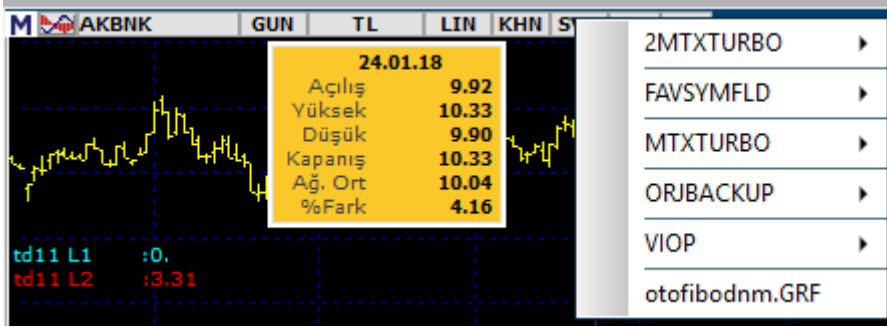 M AKBNK GUN TL LIN KHN
24.01.18
Açılış 9.92
Yüksek 10.33
Düşük 9.90
Kapanış 10.33
Ağ. Ort 10.04
%Fark 4.16
td11 L1 :0.
td11 L2 :3.31
2MTXTURBO
FAVSYMFLD
MTXTURBO
ORJBACKUP
VIOP
otofibodnm.GRF